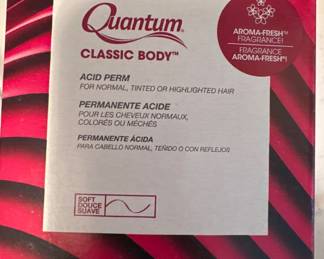 Quantum®
CLASSIC BODY™
AROMA-FRESH™
FRAGRANCE!
FRAGRANCE
AROMA-FRESH™!
ACID PERM
FOR NORMAL, TINTED OR HIGHLIGHTED HAIR
PERMANENTE ACIDE
POUR LES CHEVEUX NORMAUX,
COLORÉS OU MÉCHÉS
PERMANENTE ÁCIDA
PARA CABELLO NORMAL, TEÑIDO O CON REFLEJOS
SOFT
DOUCE
SUAVE